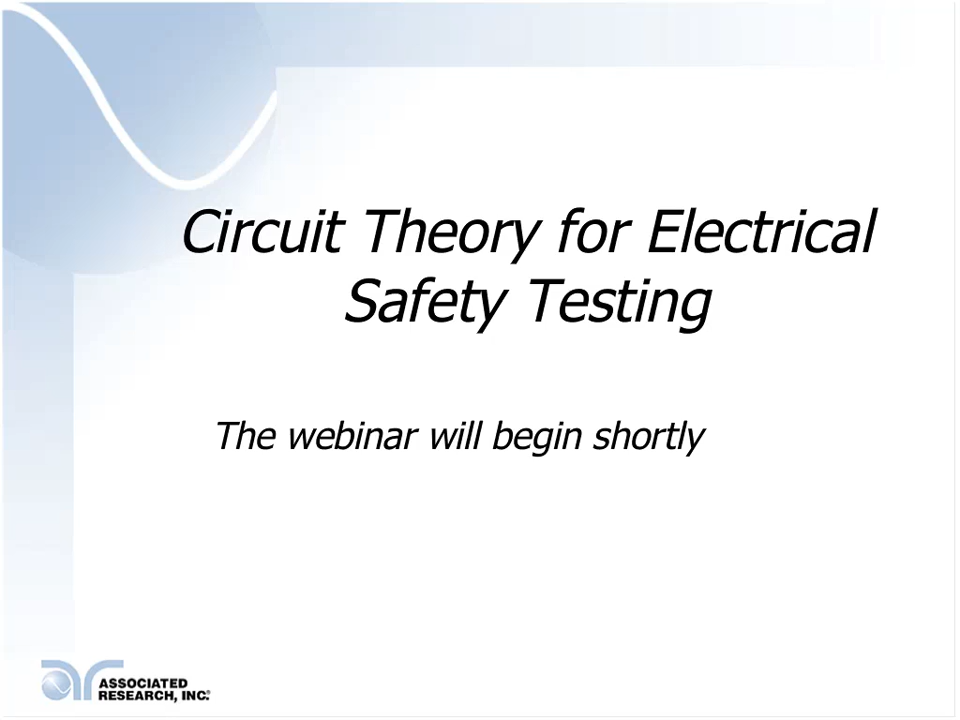 Circuit Theory for Electrical
Safety Testing
The webinar will begin shortly
ASSOCIATED
RESEARCH, INC.®